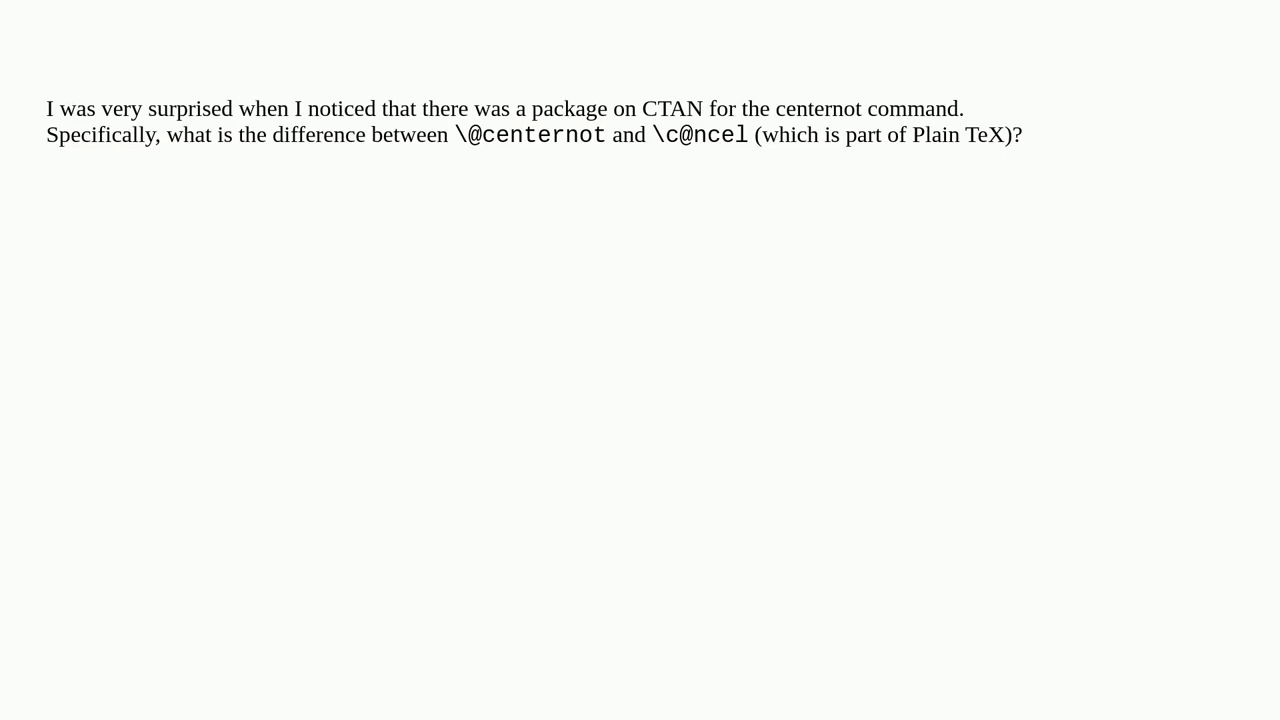 I was very surprised when I noticed that there was a package on CTAN for the centernot command.
Specifically, what is the difference between \@centernot and \c@ncel (which is part of Plain TeX)?